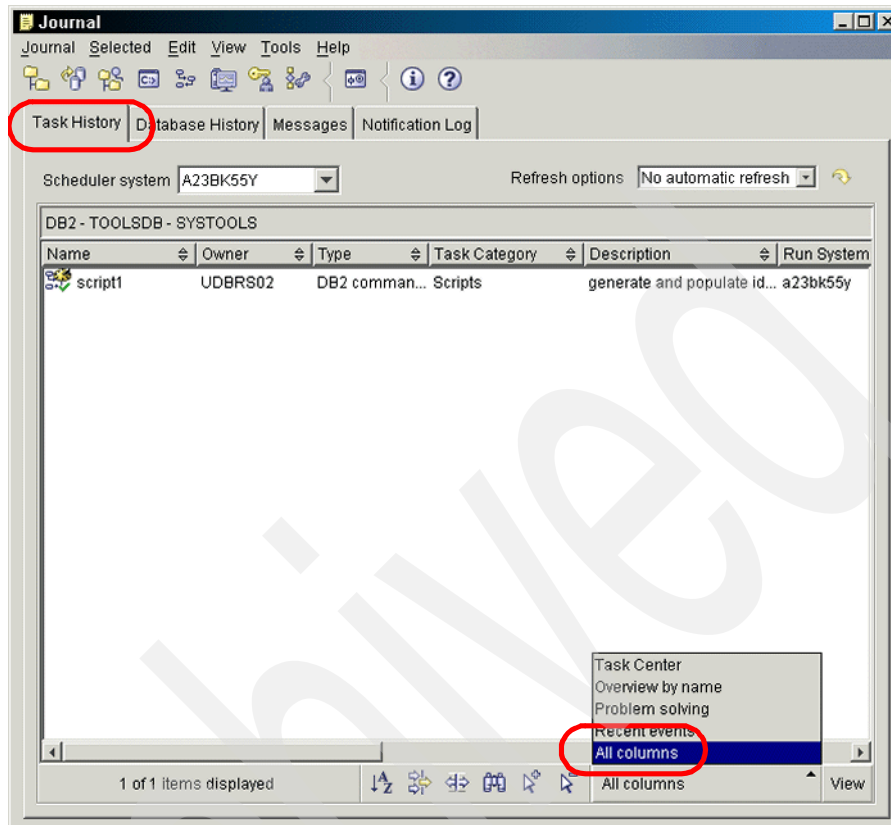 Journal
Journal Selected Edit View Tools Help
Task History Database History Messages Notification Log
Scheduler system A23BK55Y Refresh options No automatic refresh
DB2 - TOOLSDB - SYSTOOLS
Name Owner Type Task Category Description Run System
script1 UDBRS02 DB2 comman... Scripts generate and populate id... a23bk55y
Task Center
Overview by name
Problem solving
Recent events
All columns
1 of 1 items displayed All columns View